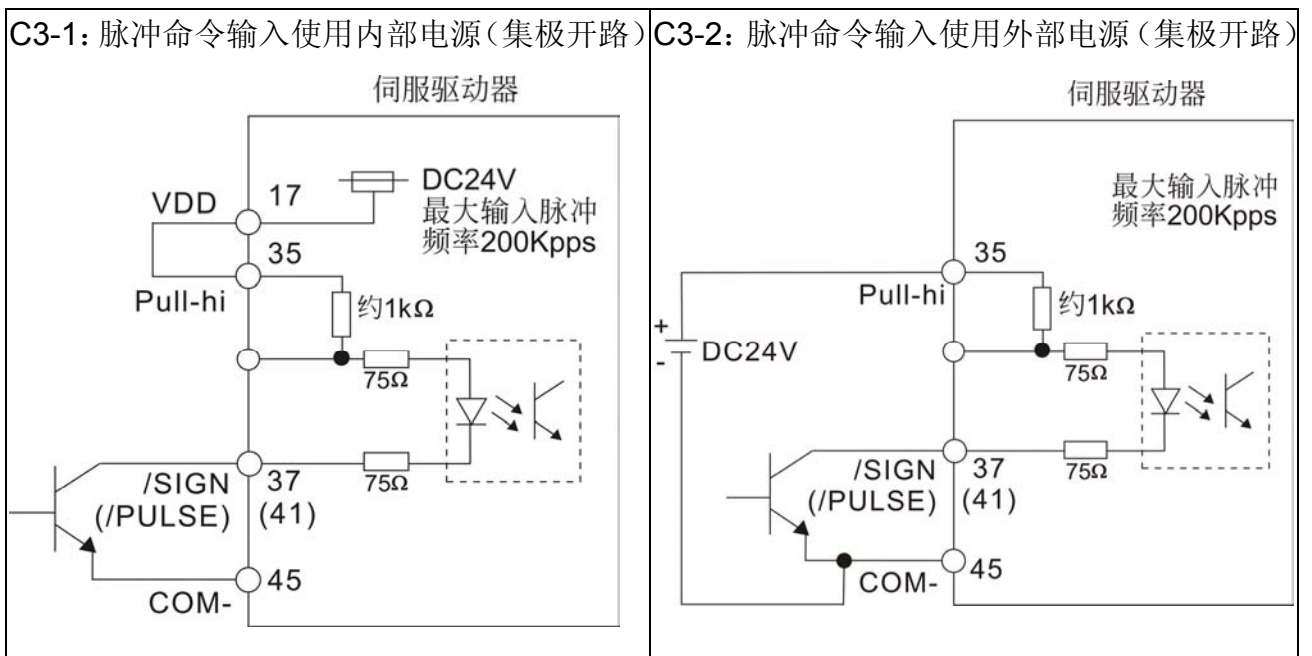 C3-1：脉冲命令输入使用内部电源（集极开路）
伺服驱动器
VDD
17
DC24V
最大输入脉冲
频率200Kpps
35
Pull-hi
约1kΩ
75Ω
75Ω
/SIGN
(/PULSE)
37
(41)
45
COM-
C3-2：脉冲命令输入使用外部电源（集极开路）
伺服驱动器
最大输入脉冲
频率200Kpps
35
Pull-hi
约1kΩ
+
-
DC24V
75Ω
75Ω
/SIGN
(/PULSE)
37
(41)
COM-
45